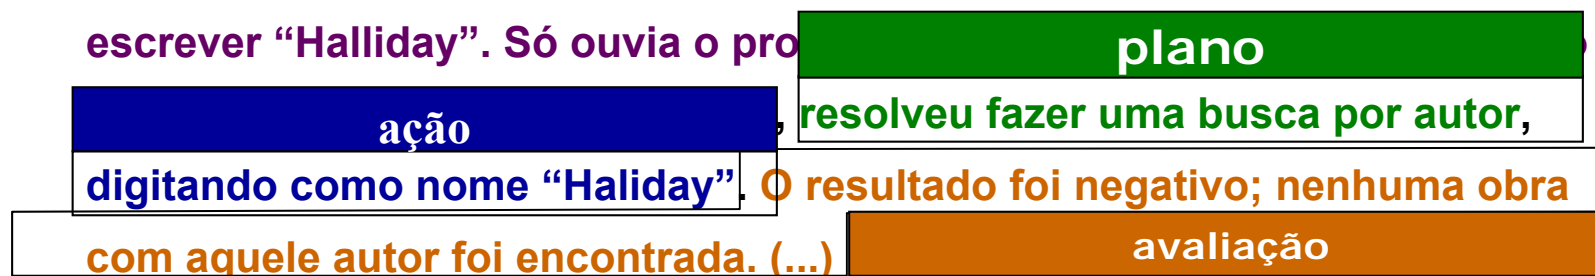 escrever “Halliday”. Só ouvia o pro
plano
ação
, resolveu fazer uma busca por autor,
digitando como nome “Haliday”. O resultado foi negativo; nenhuma obra
com aquele autor foi encontrada. (...)
avaliação